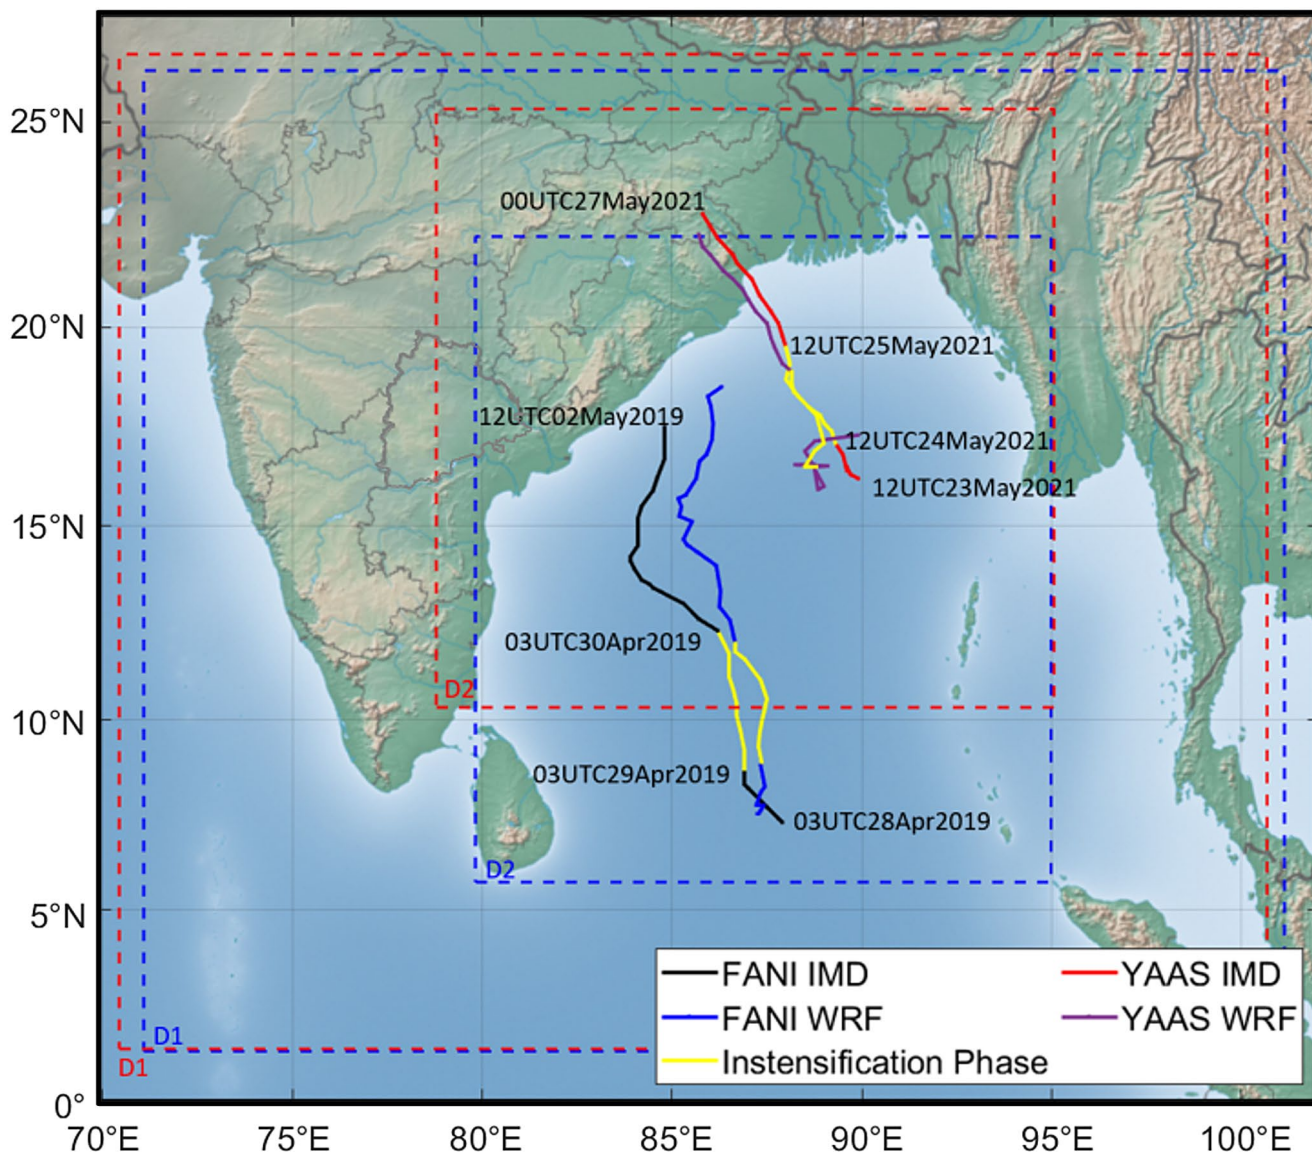 25°N
00UTC27May2021
20°N
12UTC25May2021
12UTC02May2019
12UTC24May2021
12UTC23May2021
15°N
03UTC30Apr2019
D2
10°N
03UTC29Apr2019
03UTC28Apr2019
D2
5°N
FANI IMD
YAAS IMD
FANI WRF
YAAS WRF
Instensification Phase
D1
D1
0°
70°E
75°E
80°E
85°E
90°E
95°E
100°E